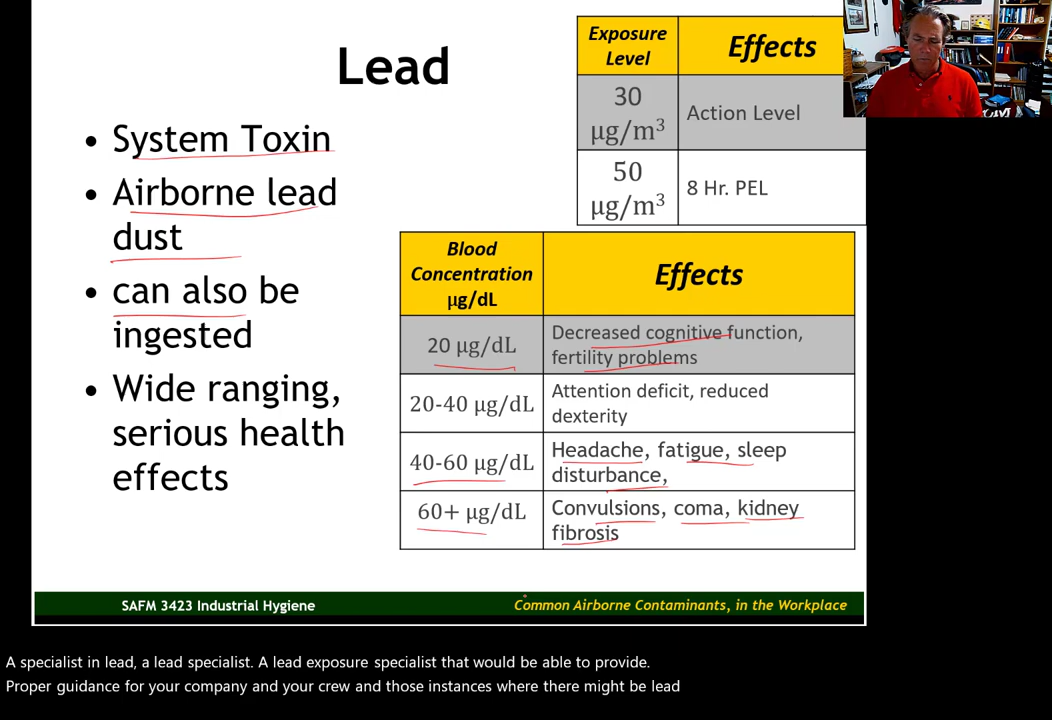 Lead
• System Toxin
• Airborne lead
dust
• can also be
ingested
• Wide ranging,
serious health
effects
Exposure
Level
Effects
30
µg/m³
Action Level
50
µg/m³
8 Hr. PEL
Blood
Concentration
µg/dL
Effects
20 µg/dL
Decreased cognitive function,
fertility problems
20-40 µg/dL
Attention deficit, reduced
dexterity
40-60 µg/dL
Headache, fatigue, sleep
disturbance,
60+ µg/dL
Convulsions, coma, kidney
fibrosis
SAFM 3423 Industrial Hygiene
Common Airborne Contaminants, in the Workplace
A specialist in lead, a lead specialist. A lead exposure specialist that would be able to provide.
Proper guidance for your company and your crew and those instances where there might be lead